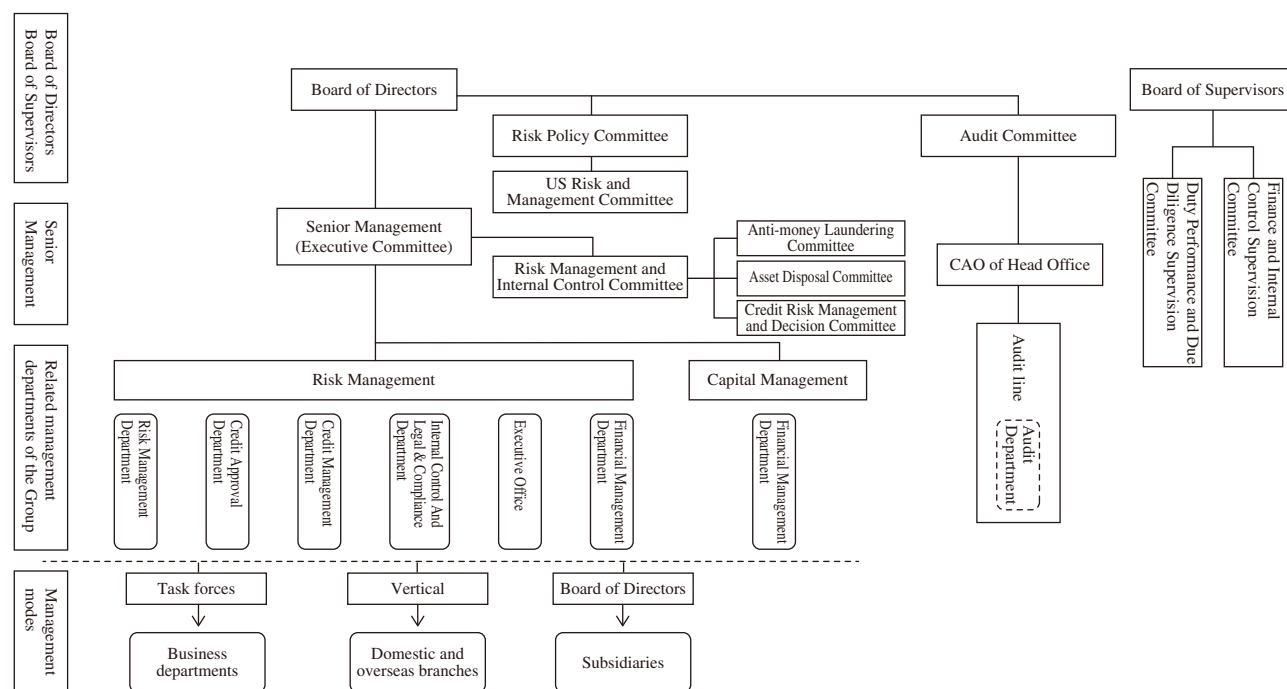 Board of Directors
Board of Supervisors
Board of Directors
Board of Supervisors
Risk Policy Committee
Audit Committee
US Risk and
Management Committee
Duty Performance and Due
Diligence Supervision
Committee
Finance and Internal
Control Supervision
Committee
Senior
Management
Senior Management
(Executive Committee)
Risk Management and
Internal Control Committee
Anti-money Laundering
Committee
Asset Disposal Committee
Credit Risk Management
and Decision Committee
CAO of Head Office
Related management
departments of the Group
Risk Management
Capital Management
Audit line
Audit
Department
Risk Management
Department
Credit Approval
Department
Credit Management
Department
Internal Control And
Legal & Compliance
Department
Executive Office
Financial Management
Department
Financial Management
Department
Management
modes
Task forces
Vertical
Board of Directors
Business
departments
Domestic and
overseas branches
Subsidiaries